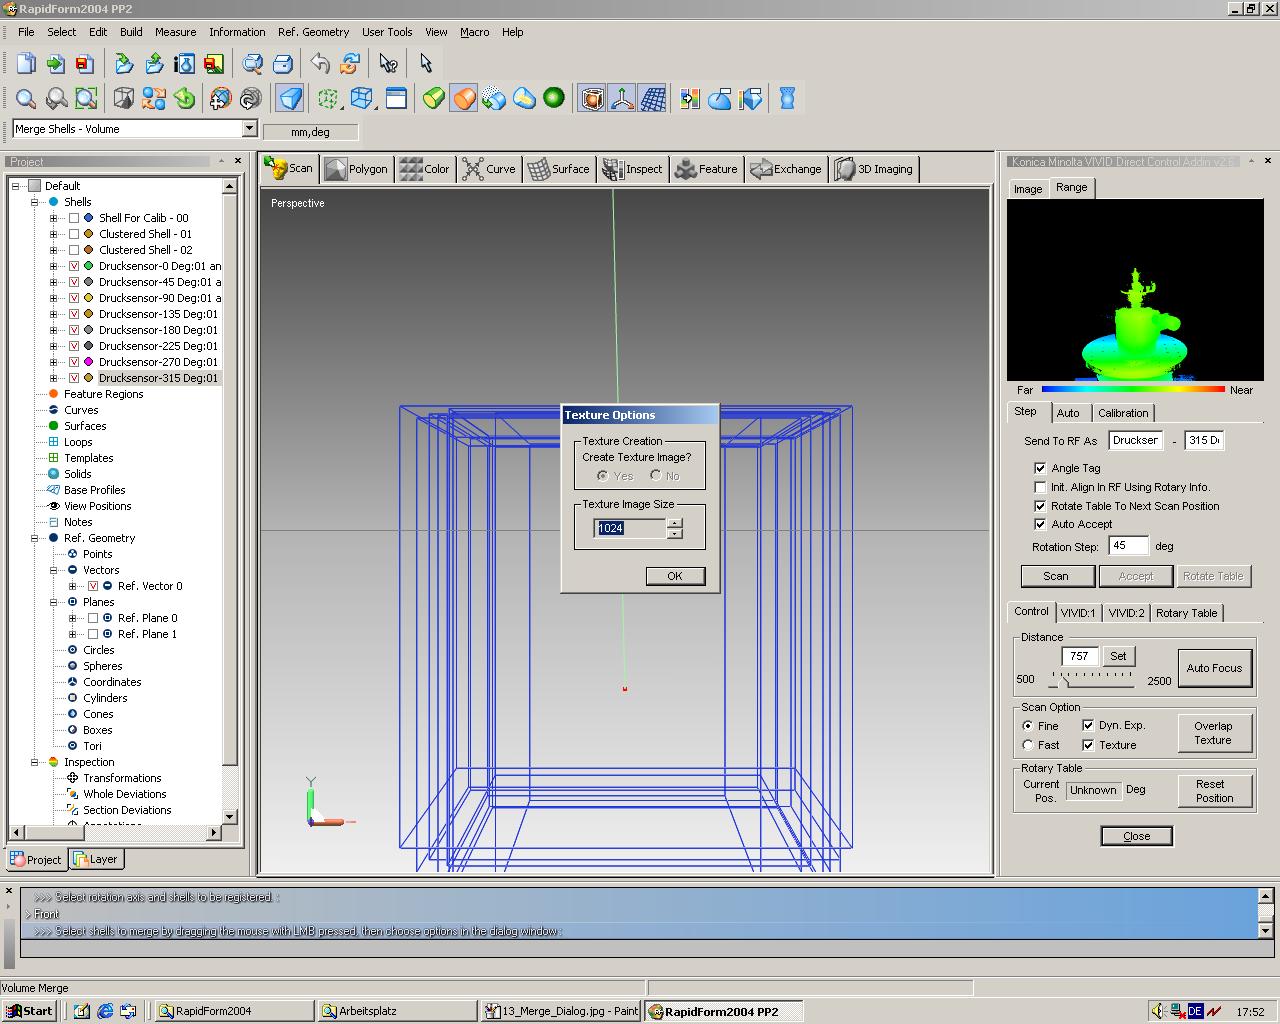 RapidForm2004 PP2
File Select Edit Build Measure Information Ref. Geometry User Tools View Macro Help
Merge Shells - Volume mm,deg
Project
Default
Shells
Shell For Calib - 00
Clustered Shell - 01
Clustered Shell - 02
Drucksensor-0 Deg:01 an
Drucksensor-45 Deg:01
Drucksensor-90 Deg:01 a
Drucksensor-135 Deg:01
Drucksensor-180 Deg:01
Drucksensor-225 Deg:01
Drucksensor-270 Deg:01
Drucksensor-315 Deg:01
Feature Regions
Curves
Surfaces
Loops
Templates
Solids
Base Profiles
View Positions
Notes
Ref. Geometry
Points
Vectors
Ref. Vector 0
Planes
Ref. Plane 0
Ref. Plane 1
Circles
Spheres
Coordinates
Cylinders
Cones
Boxes
Tori
Inspection
Transformations
Whole Deviations
Section Deviations
Project Layer
Scan Polygon Color Curve Surface Inspect Feature Exchange 3D Imaging
Perspective
Texture Options
Texture Creation
Create Texture Image?
Yes No
Texture Image Size
1024
OK
Y
Konica Minolta VIVID Direct Control Addin v2.6
Image Range
Far Near
Step Auto Calibration
Send To RF As Druckser - 315 D
Angle Tag
Init. Align In RF Using Rotary Info.
Rotate Table To Next Scan Position
Auto Accept
Rotation Step: 45 deg
Scan Accept Rotate Table
Control VIVID:1 VIVID:2 Rotary Table
Distance
757 Set
500 2500
Auto Focus
Scan Option
Fine Dyn. Exp.
Fast Texture
Overlap
Texture
Rotary Table
Current
Pos. Unknown Deg
Reset
Position
Close
>>> Select rotation axis and shells to be registered. :
> Front
>>> Select shells to merge by dragging the mouse with LMB pressed, then choose options in the dialog window :
Volume Merge
Start RapidForm2004 Arbeitsplatz 13_Merge_Dialog.jpg - Paint RapidForm2004 PP2 DE 17:52